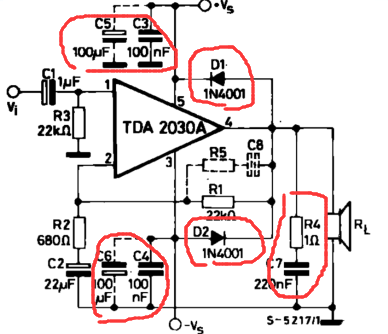 +Vs
C5 C3
100µF 100 nF
D1
1N4001
C1
1µF
Vi
R3
22kΩ
1
2
5
4
3
TDA 2030A
R5 C8
R1
22kΩ
R2
680Ω
C2
22µF
C6 C4
100 µF
100 nF
D2
1N4001
R4
1Ω
C7
220nF
RL
-Vs
S-5217/1